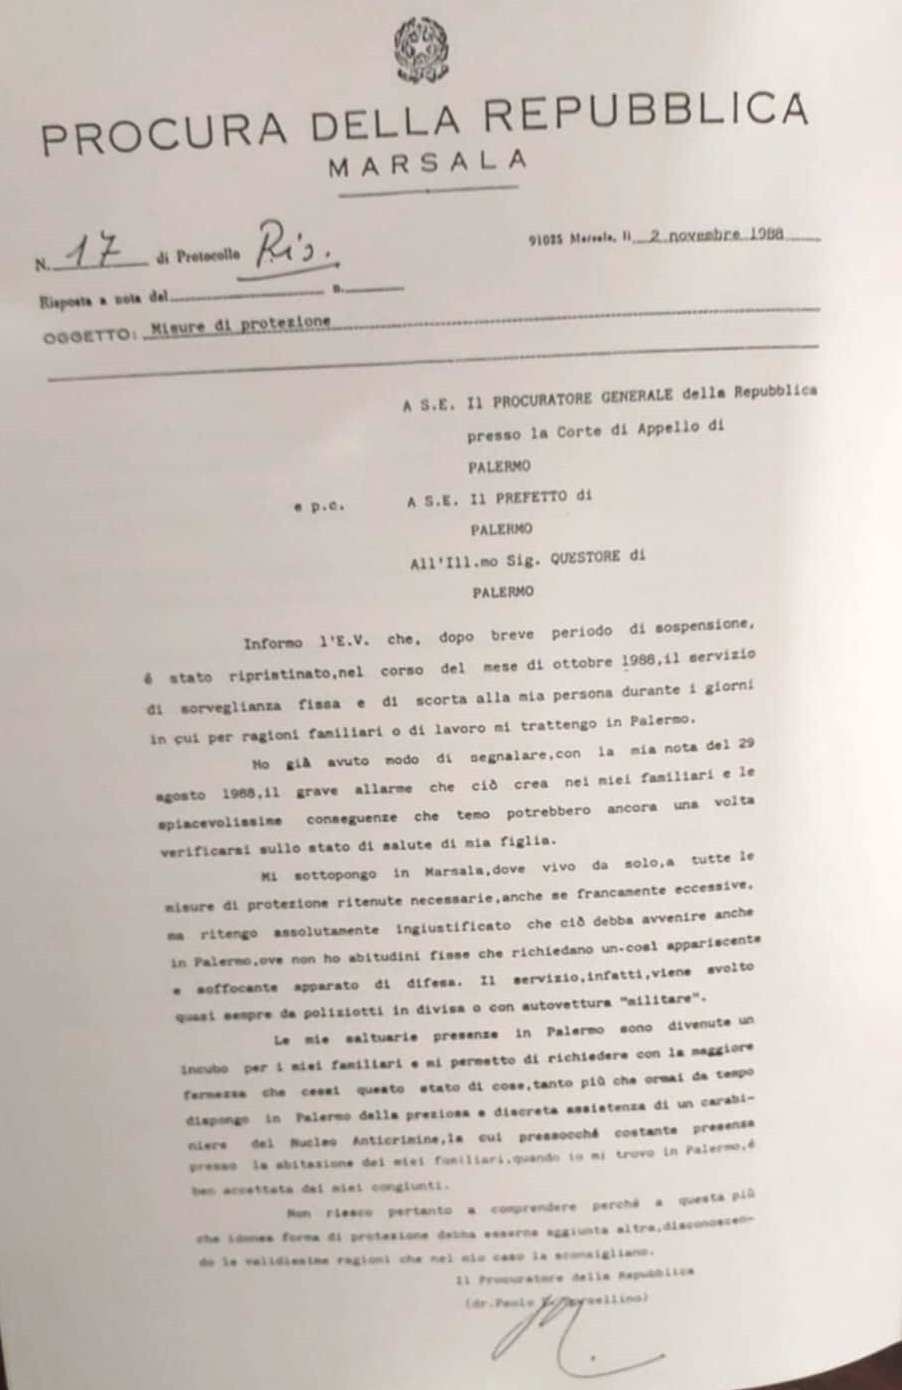 PROCURA DELLA REPUBBLICA
MARSALA
N. 17 di Protocollo Ris.
91025 Marsala, li 2 novembre 1988
Risposta a nota del n.
OGGETTO: Misure di protezione
A S.E. Il PROCURATORE GENERALE della Repubblica
presso la Corte di Appello di
PALERMO
e p.c. A S.E. Il PREFETTO di
PALERMO
All'Ill.mo Sig. QUESTORE di
PALERMO
Informo l'E.V. che, dopo breve periodo di sospensione,
é stato ripristinato,nel corso del mese di ottobre 1988,il servizio
di sorveglianza fissa e di scorta alla mia persona durante i giorni
in cui per ragioni familiari o di lavoro mi trattengo in Palermo.
Ho già avuto modo di segnalare,con la mia nota del 29
agosto 1988,il grave allarme che ciò crea nei miei familiari e le
spiacevolissime conseguenze che temo potrebbero ancora una volta
verificarsi sullo stato di salute di mia figlia.
Mi sottopongo in Marsala,dove vivo da solo,a tutte le
misure di protezione ritenute necessarie,anche se francamente eccessive,
ma ritengo assolutamente ingiustificato che ciò debba avvenire anche
in Palermo,ove non ho abitudini fisse che richiedano un-così appariscente
e soffocante apparato di difesa. Il servizio,infatti,viene svolto
quasi sempre da poliziotti in divisa o con autovettura "militare".
Le mie saltuarie presenze in Palermo sono divenute un
incubo per i miei familiari e mi permetto di richiedere con la maggiore
fermezza che cessi questo stato di cose,tanto più che ormai da tempo
dispongo in Palermo della preziosa e discreta assistenza di un carabi-
niere del Nucleo Anticrimine,la cui pressocché costante presenza
presso la abitazione dei miei familiari,quando io mi trovo in Palermo,é
ben accettata dai miei congiunti.
Non riesco pertanto a comprendere perché a questa più
che idonea forma di protezione debba esserne aggiunta altra,disconoscen-
do le validissime ragioni che nel mio caso la sconsigliano.
Il Procuratore della Repubblica
(dr.Paolo Borsellino)